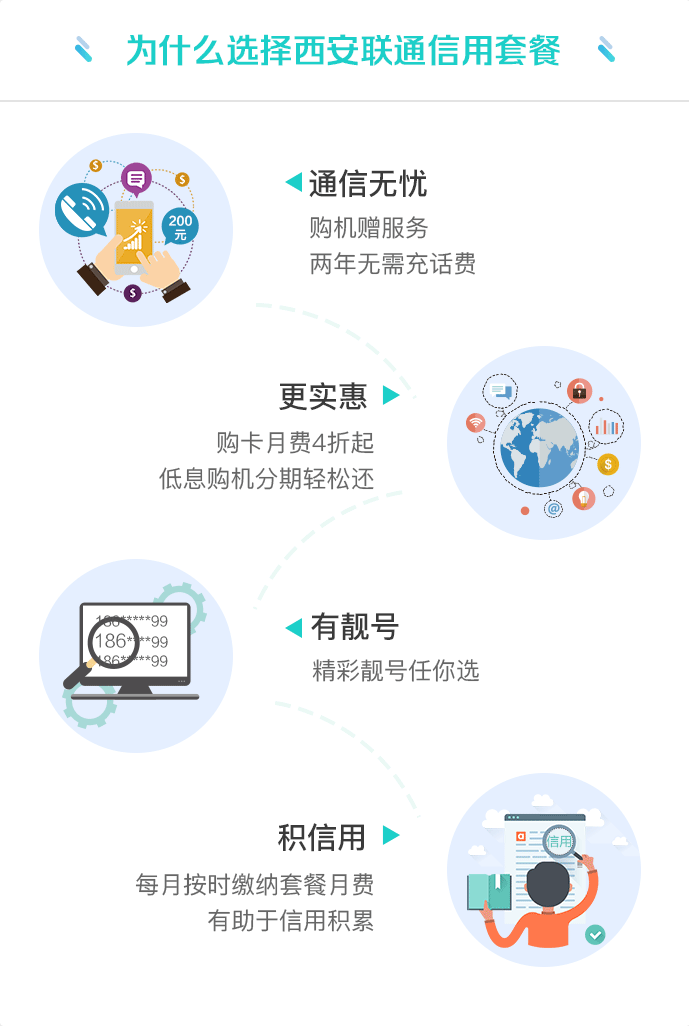 为什么选择西安联通信用套餐
通信无忧
购机赠服务
两年无需充话费
200
元
$
$
$
更实惠
购卡月费4折起
低息购机分期轻松还
$
@
有靓号
精彩靓号任你选
186*****99
186*****99
186*****99
积信用
每月按时缴纳套餐月费
有助于信用积累
信用